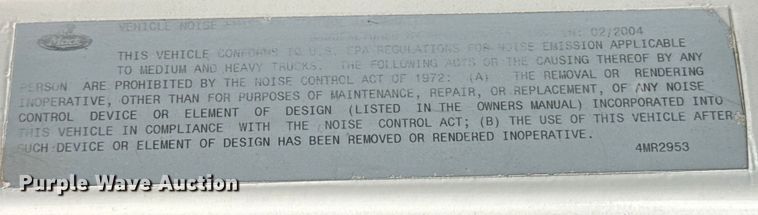 Mack
VEHICLE NOISE
IN: 02/2004
THIS VEHICLE CONFORMS TO U.S. EPA REGULATIONS FOR NOISE EMISSION APPLICABLE
TO MEDIUM AND HEAVY TRUCKS. THE FOLLOWING ACTS OR THE CAUSING THEREOF BY ANY
PERSON ARE PROHIBITED BY THE NOISE CONTROL ACT OF 1972: (A) THE REMOVAL OR RENDERING
INOPERATIVE, OTHER THAN FOR PURPOSES OF MAINTENANCE, REPAIR, OR REPLACEMENT, OF ANY NOISE
CONTROL DEVICE OR ELEMENT OF DESIGN (LISTED IN THE OWNERS MANUAL) INCORPORATED INTO
THIS VEHICLE IN COMPLIANCE WITH THE NOISE CONTROL ACT; (B) THE USE OF THIS VEHICLE AFTER
SUCH DEVICE OR ELEMENT OF DESIGN HAS BEEN REMOVED OR RENDERED INOPERATIVE.
4MR2953
Purple Wave Auction